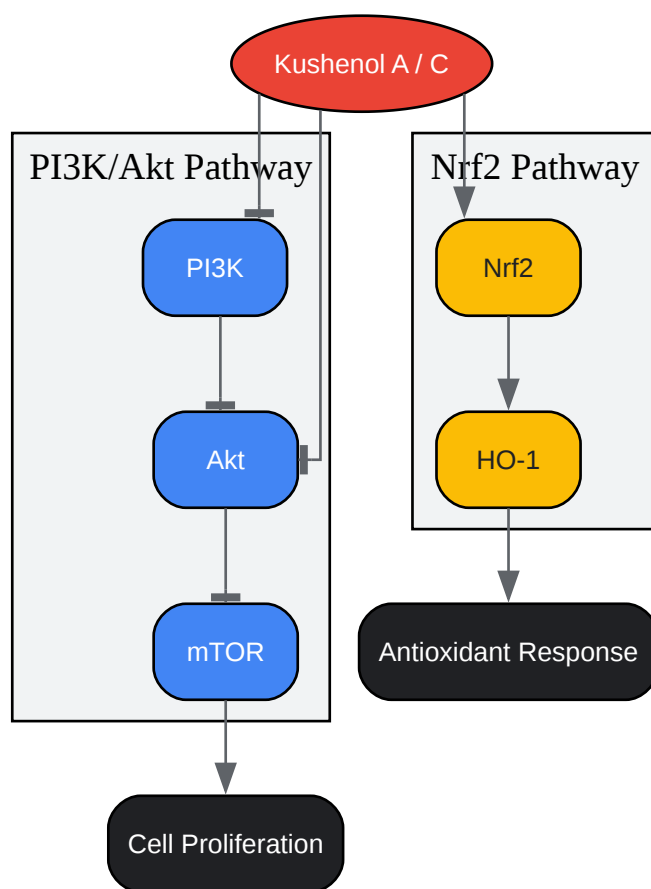 Kushenol A / C
PI3K/Akt Pathway
Nrf2 Pathway
PI3K
Nrf2
Akt
HO-1
mTOR
Antioxidant Response
Cell Proliferation